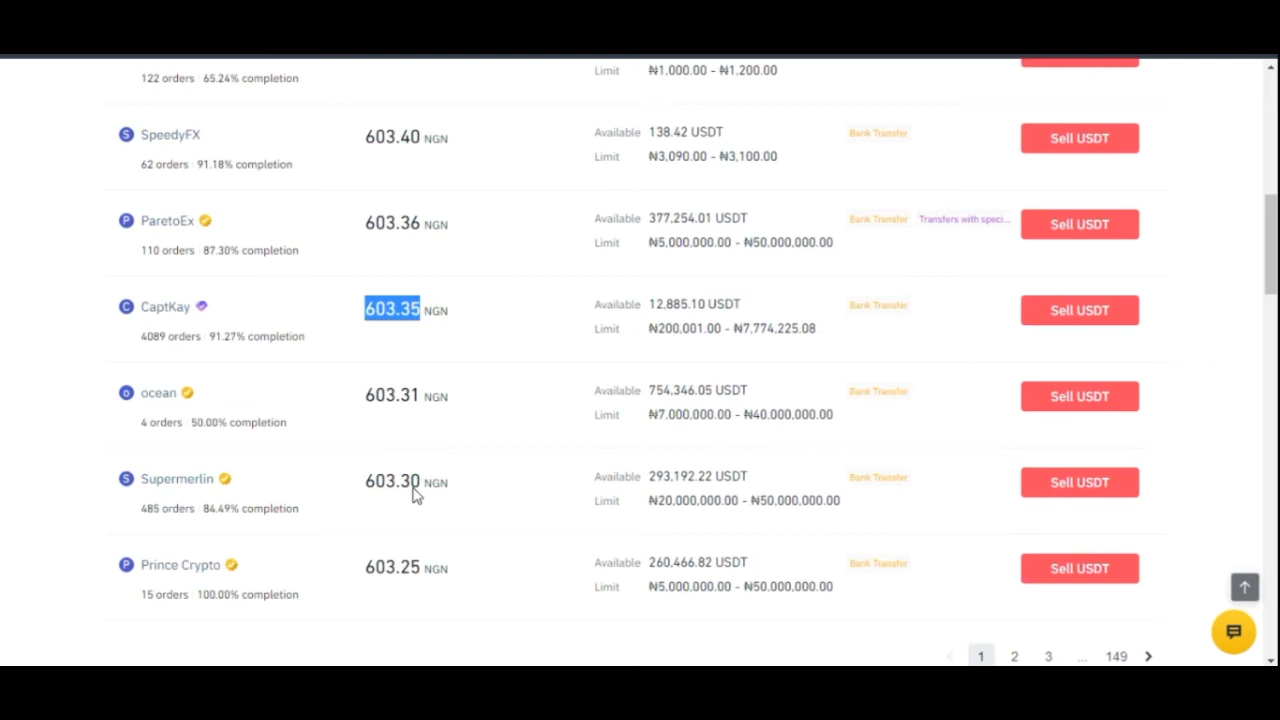 122 orders | 65.24% completion
Limit ₦1,000.00 - ₦1,200.00
S SpeedyFX 603.40 NGN Available 138.42 USDT Bank Transfer Sell USDT
62 orders | 91.18% completion Limit ₦3,090.00 - ₦3,100.00
P ParetoEx 603.36 NGN Available 377,254.01 USDT Bank Transfer Transfers with speci... Sell USDT
110 orders | 87.30% completion Limit ₦5,000,000.00 - ₦50,000,000.00
C CaptKay 603.35 NGN Available 12,885.10 USDT Bank Transfer Sell USDT
4089 orders | 91.27% completion Limit ₦200,001.00 - ₦7,774,225.08
o ocean 603.31 NGN Available 754,346.05 USDT Bank Transfer Sell USDT
4 orders | 50.00% completion Limit ₦7,000,000.00 - ₦40,000,000.00
S Supermerlin 603.30 NGN Available 293,192.22 USDT Bank Transfer Sell USDT
485 orders | 84.49% completion Limit ₦20,000,000.00 - ₦50,000,000.00
P Prince Crypto 603.25 NGN Available 260,466.82 USDT Bank Transfer Sell USDT
15 orders | 100.00% completion Limit ₦5,000,000.00 - ₦50,000,000.00
1 2 3 ... 149